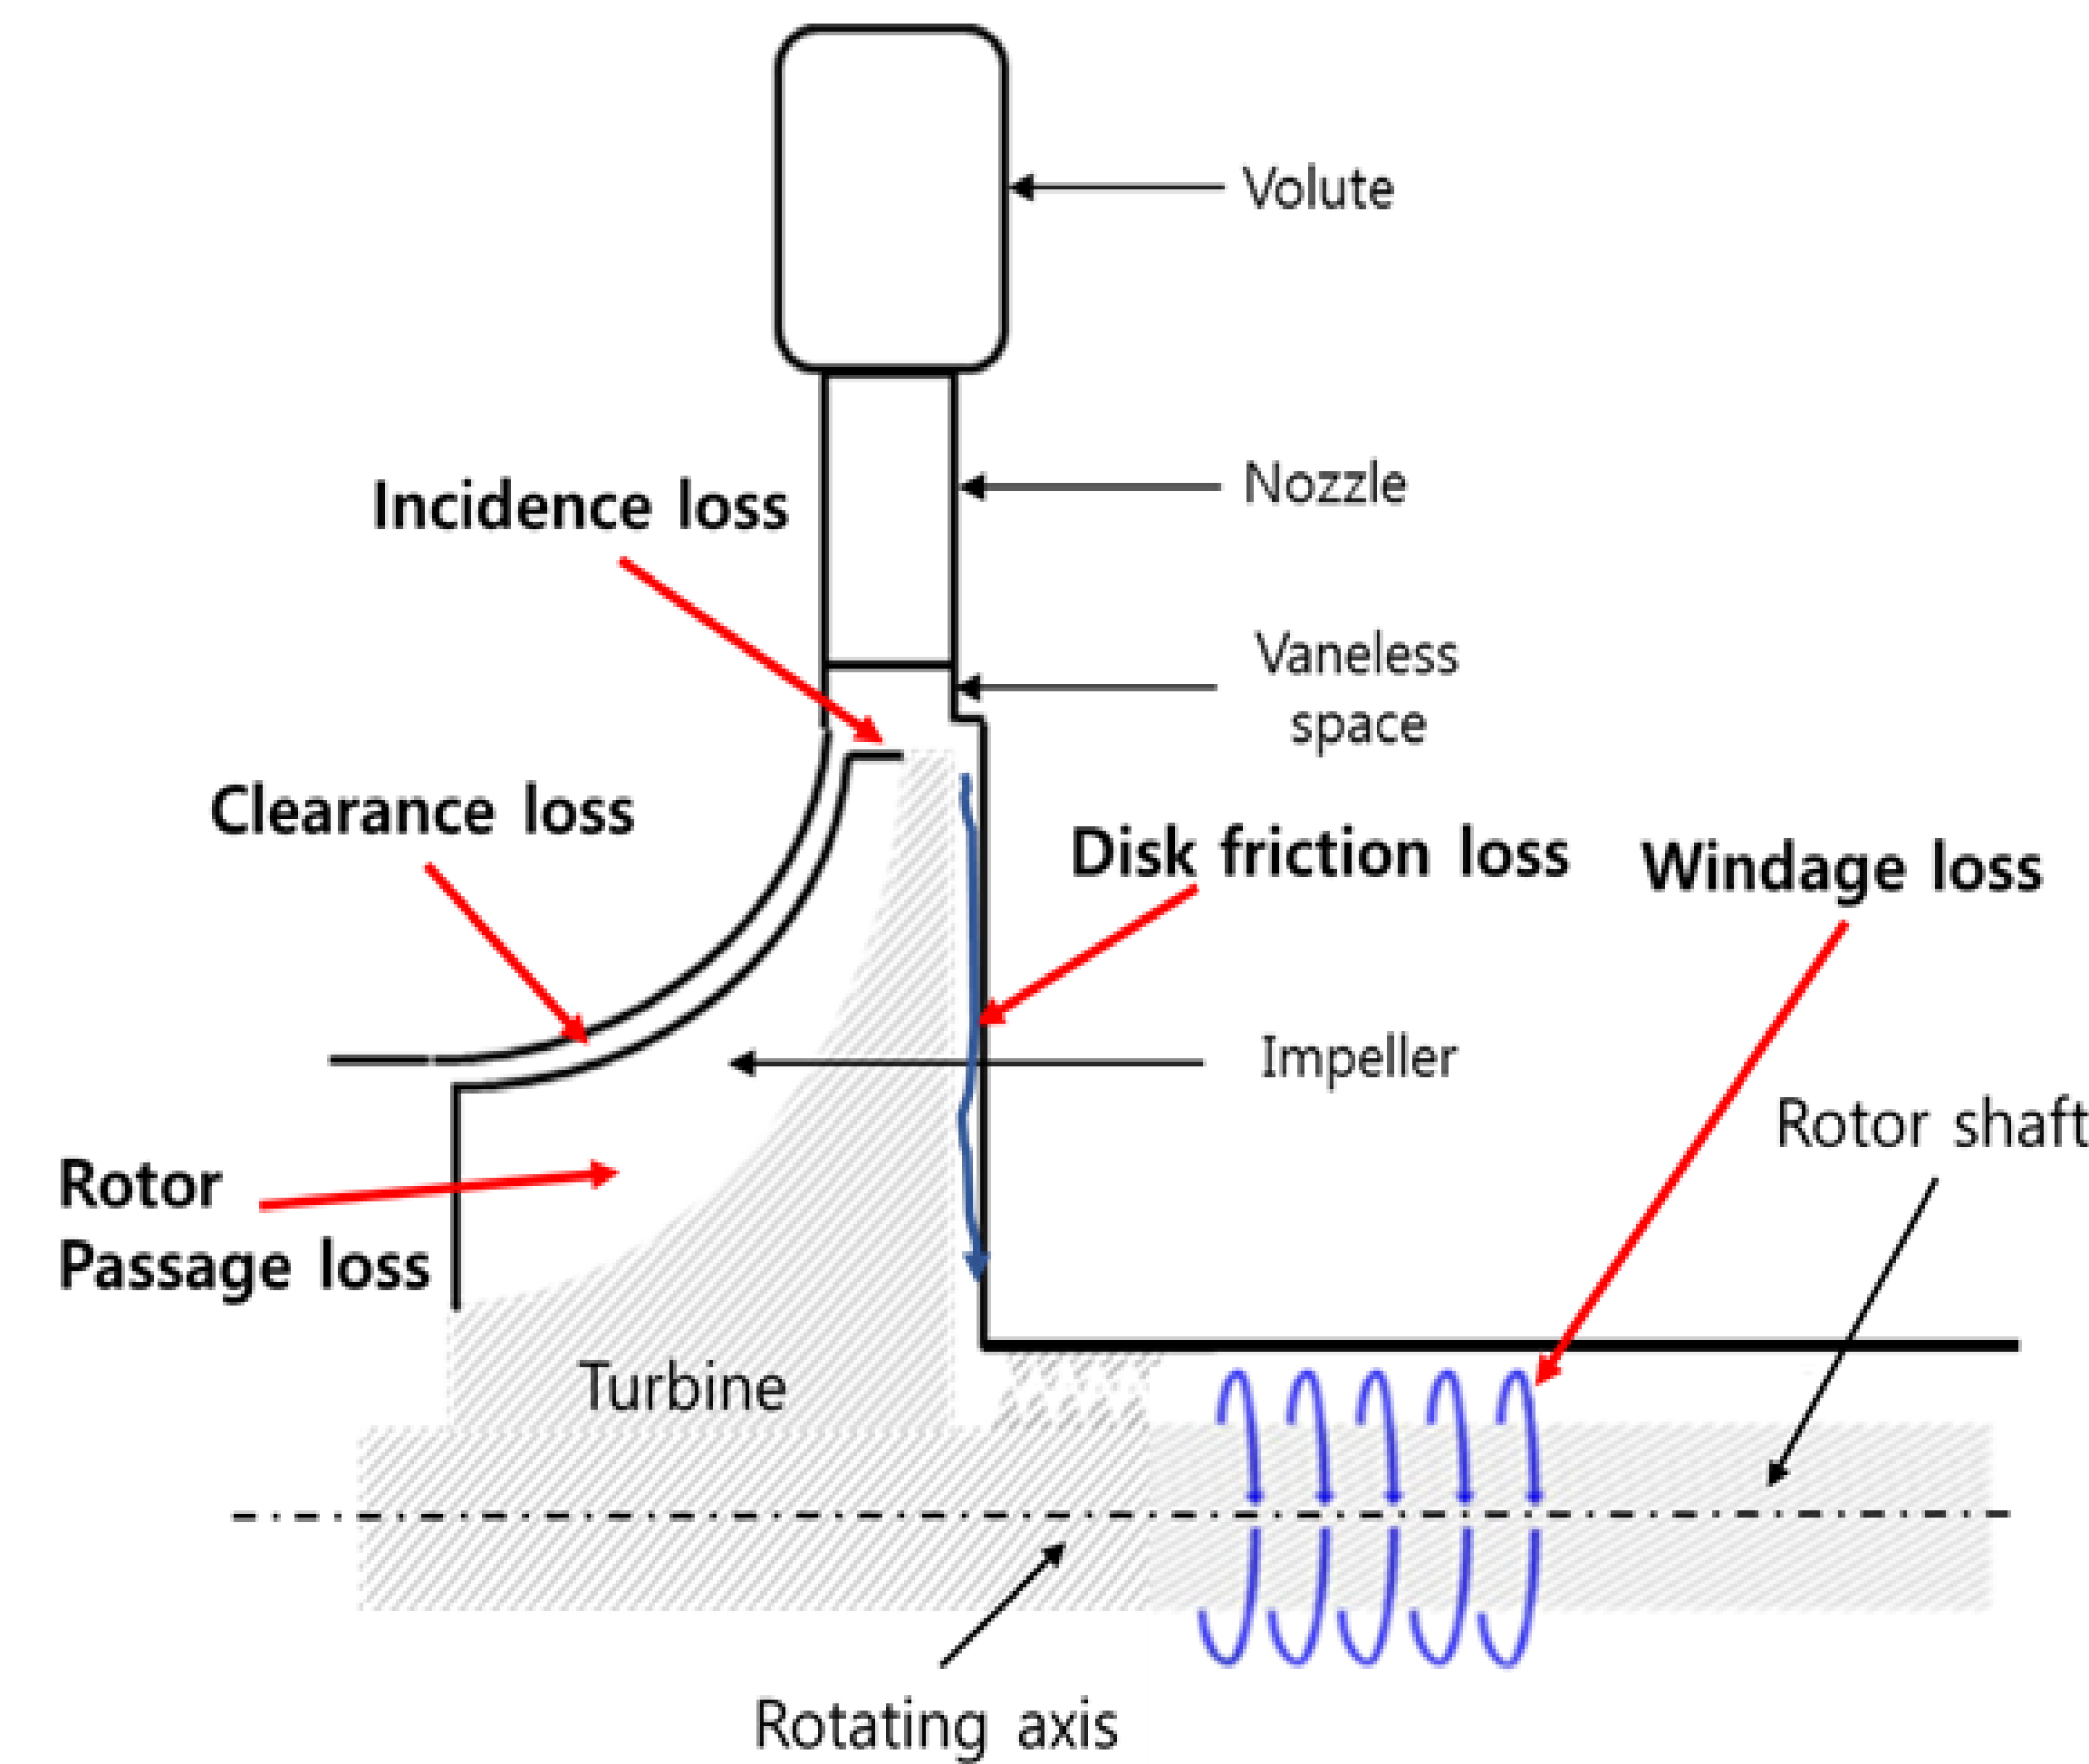 Volute
Nozzle
Incidence loss
Vaneless
space
Clearance loss
Disk friction loss
Windage loss
Impeller
Rotor shaft
Rotor
Passage loss
Turbine
Rotating axis